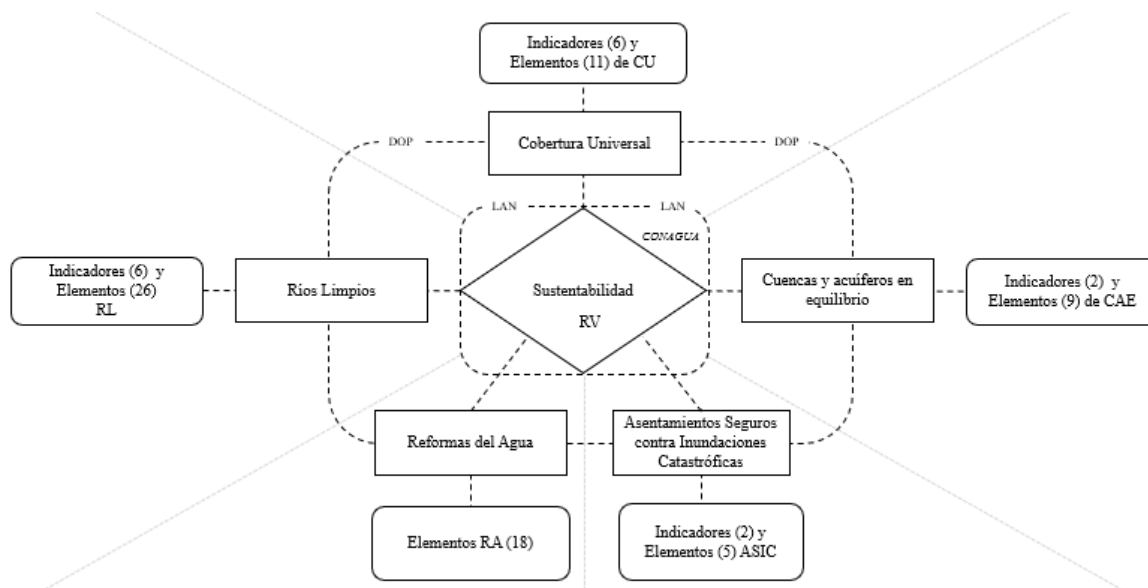 Indicadores (6) y
Elementos (11) de CU
DOP
Cobertura Universal
DOP
LAN
LAN
CONAGUA
Indicadores (6) y
Elementos (26)
RL
Ríos Limpios
Sustentabilidad
RV
Cuencas y acuíferos en
equilibrio
Indicadores (2) y
Elementos (9) de CAE
Reformas del Agua
Asentamientos Seguros
contra Inundaciones
Catastróficas
Elementos RA (18)
Indicadores (2) y
Elementos (5) ASIC